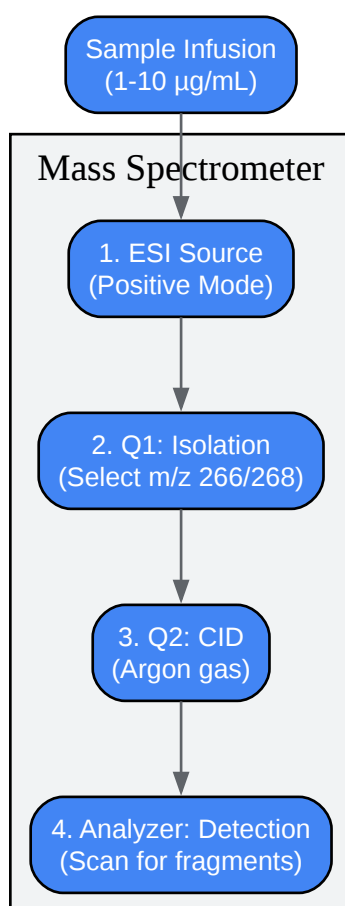 Sample Infusion
(1-10 µg/mL)
Mass Spectrometer
1. ESI Source
(Positive Mode)
2. Q1: Isolation
(Select m/z 266/268)
3. Q2: CID
(Argon gas)
4. Analyzer: Detection
(Scan for fragments)